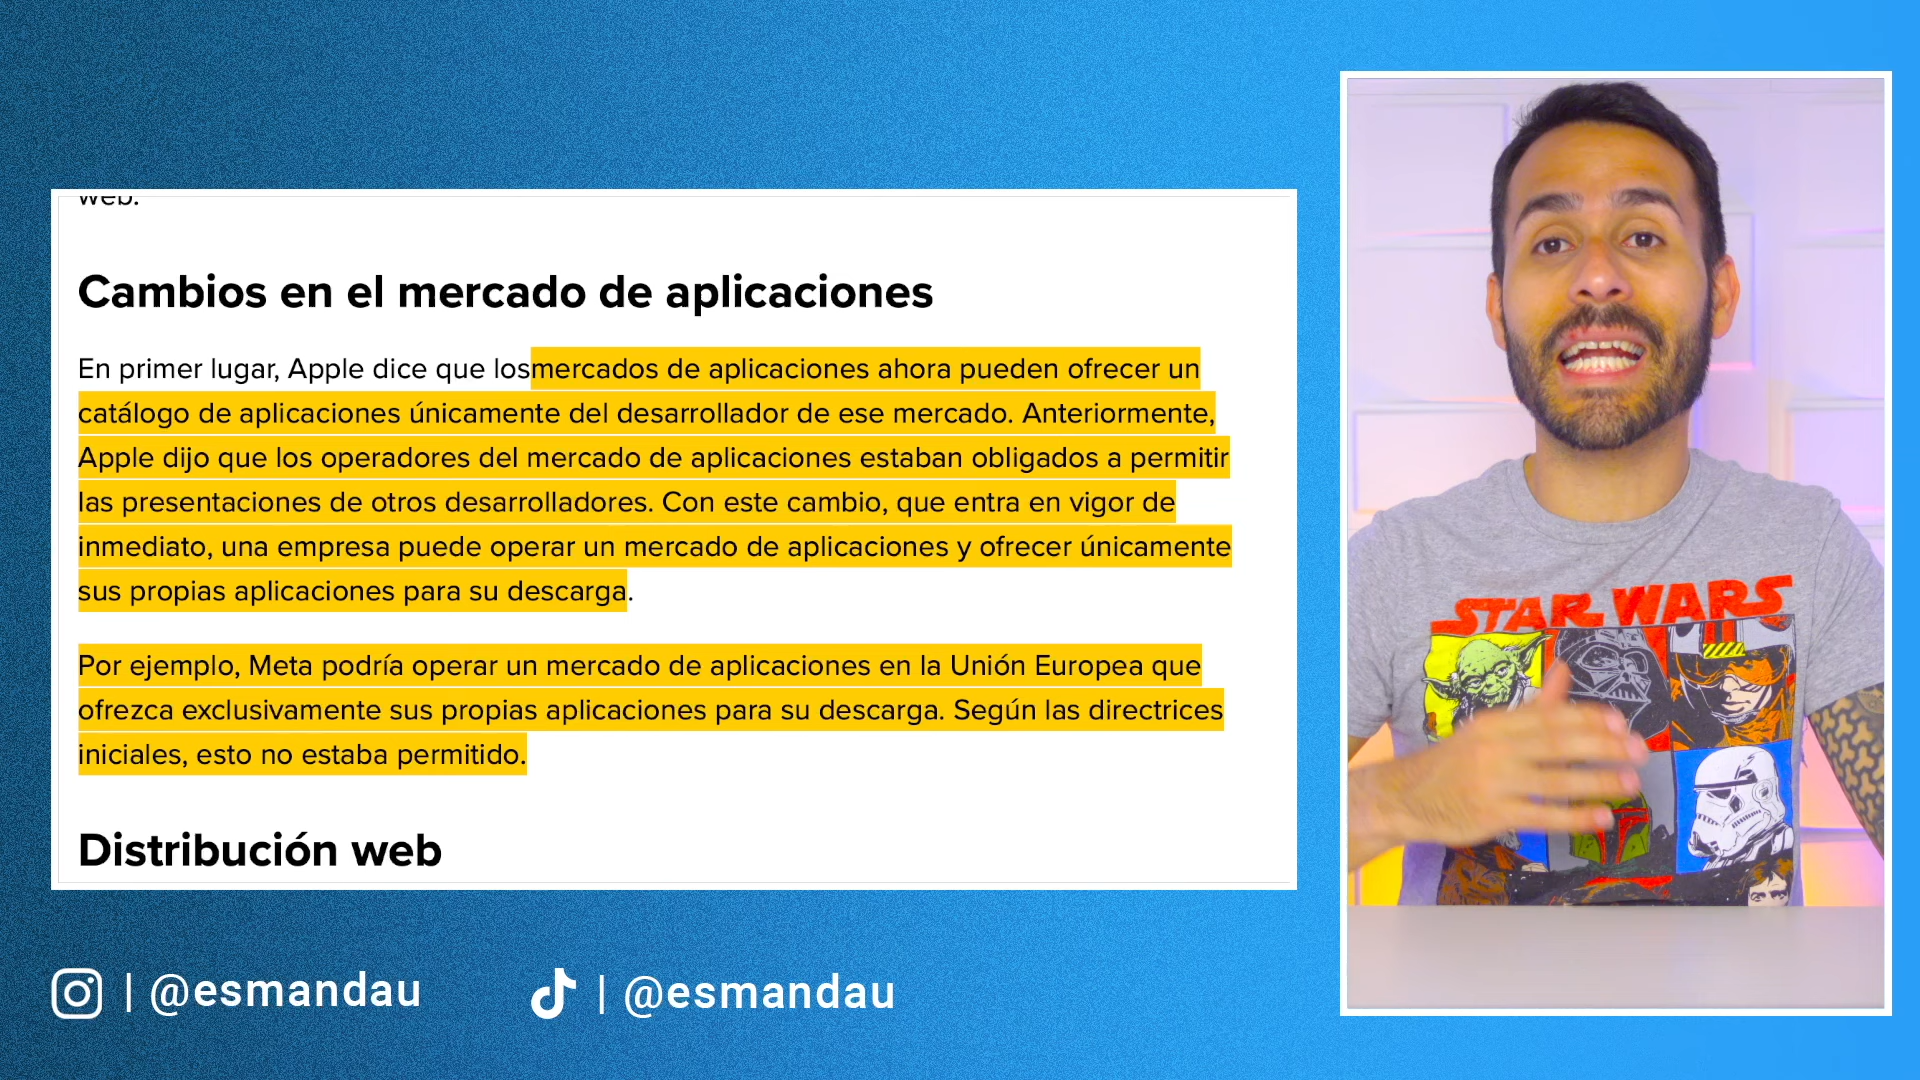 web.
Cambios en el mercado de aplicaciones
En primer lugar, Apple dice que losmercados de aplicaciones ahora pueden ofrecer un
catálogo de aplicaciones únicamente del desarrollador de ese mercado. Anteriormente,
Apple dijo que los operadores del mercado de aplicaciones estaban obligados a permitir
las presentaciones de otros desarrolladores. Con este cambio, que entra en vigor de
inmediato, una empresa puede operar un mercado de aplicaciones y ofrecer únicamente
sus propias aplicaciones para su descarga.
Por ejemplo, Meta podría operar un mercado de aplicaciones en la Unión Europea que
ofrezca exclusivamente sus propias aplicaciones para su descarga. Según las directrices
iniciales, esto no estaba permitido.
Distribución web
| @esmandau
| @esmandau
STAR WARS